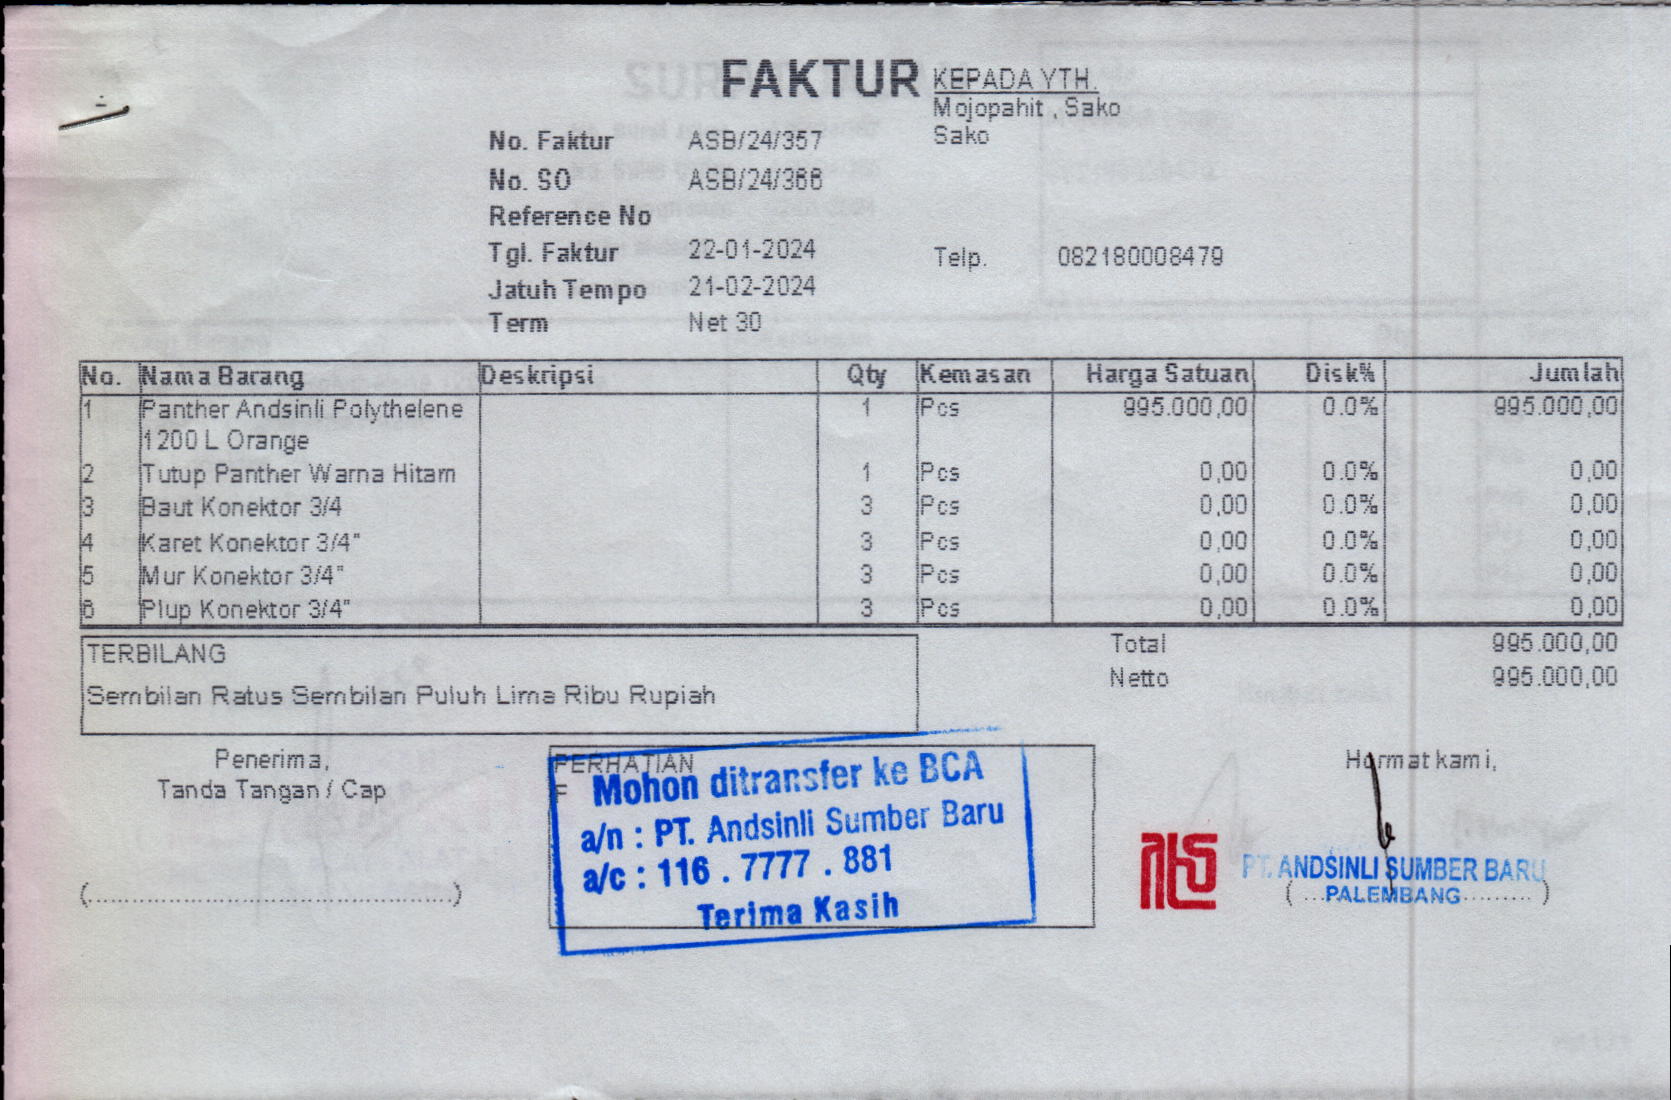 FAKTUR
KEPADA YTH.
Mojopahit , Sako
Sako
No. Faktur ASB/24/357
No. SO ASB/24/366
Reference No
Tgl. Faktur 22-01-2024
Telp. 082180008479
Jatuh Tempo 21-02-2024
Term Net 30
No. Nama Barang Deskripsi Qty Kemasan Harga Satuan Disk% Jumlah
1 Panther Andsinli Polythelene 1 Pcs 995.000,00 0.0% 995.000,00
1200 L Orange
2 Tutup Panther Warna Hitam 1 Pcs 0,00 0.0% 0,00
3 Baut Konektor 3/4 3 Pcs 0,00 0.0% 0,00
4 Karet Konektor 3/4" 3 Pcs 0,00 0.0% 0,00
5 Mur Konektor 3/4" 3 Pcs 0,00 0.0% 0,00
6 Plup Konektor 3/4" 3 Pcs 0,00 0.0% 0,00
Total 995.000,00
Netto 995.000,00
TERBILANG
Sembilan Ratus Sembilan Puluh Lima Ribu Rupiah
Penerima,
Tanda Tangan / Cap
(............................................)
PERHATIAN
F
Mohon ditransfer ke BCA
a/n : PT. Andsinli Sumber Baru
a/c : 116 . 7777 . 881
Terima Kasih
Hormat kami,
PT. ANDSINLI SUMBER BARU
( ...PALEMBANG......... )